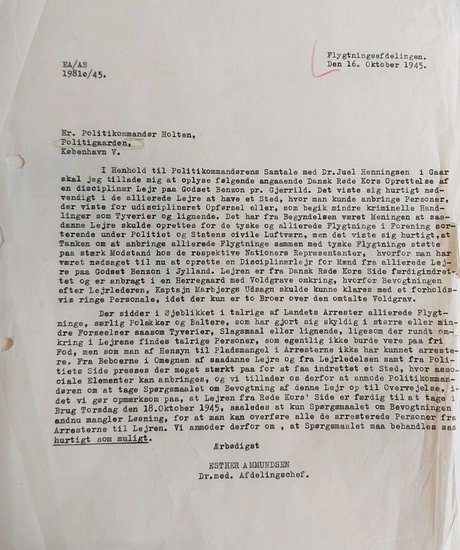 Flygtningeafdelingen.
EA/AS
Den 16. Oktober 1945.
1981c/45.
Hr. Politikommandør Holten,
Politigaarden,
København V.
I Henhold til Politikommandørens Samtale med Dr.Juel Henningsen i Gaar
skal jeg tillade mig at oplyse følgende angaaende Dansk Røde Kors Oprettelse af
en disciplinær Lejr paa Godset Benzon pr. Gjerrild. Det viste sig hurtigt nød-
vendigt i de allierede Lejre at have et Sted, hvor man kunde anbringe Personer,
der viste for udiscplineret Opførsel eller, som begik mindre kriminelle Hand-
linger som Tyverier og lignende. Det har fra Begyndelsen været Meningen at saa-
danne Lejre skulde oprettes for de tyske og allierede Flygtninge i Forening sor-
terende under Politiet og Statens civile Luftværn, men det viste sig hurtigt, at
Tanken om at anbringe allierede Flygtninge sammen med tyske Flygtninge støtte
paa stærk Modstand hos de respektive Nationers Repræsentanter, hvorfor man har
været nødsaget til nu at oprette en Disciplinærlejr for Mænd fra allierede Lej-
re paa Godset Benzon i Jylland. Lejren er fra Dansk Røde Kors Side færdigindret-
tet og er anbragt i en Herregaard med Voldgrav omkring, hvorfor Bevogtningen
efter Lejrlederen, Kaptajn Marbjergs Udsagn skulde kunne klares med et forholds-
vis ringe Personale, idet der kun er to Broer over den omtalte Voldgrav.
Der sidder i Øjeblikket i talrige af Landets Arrester allierede Flygt-
ninge, særlig Polakker og Baltere, som har gjort sig skyldig i større eller min-
dre Forseelser saasom Tyverier, Slagsmaal eller lignende, ligesom der rundt om-
kring i Lejrene findes talrige Personer, som egentlig ikke burde være paa fri
Fod, men som man af Hensyn til Pladsmangel i Arresterne ikke har kunnet arreste-
re. Fra Beboerne i Omegnen af saadanne Lejre og fra Lejrledelsen samt fra Poli-
tiets Side presses der meget stærkt paa for at faa indrettet et Sted, hvor aso-
ciale Elementer kan anbringes, og vi tillader os derfor at anmode Politikomman-
døren om at tage Spørgsmaalet om Bevogtning af denne Lejr op til Overvejelse, i-
det vi gør opmærksom paa, at Lejren fra Røde Kors' Side er færdig til at tage i
Brug Torsdag den 18.Oktober 1945, saaledes at kun Spørgsmaalet om Bevogtningen
endnu mangler Løsning, for at man kan overføre alle de arresterede Personer fra
Arresterne til Lejren. Vi anmoder derfor om , at Spørgsmaalet maa behandles saa
hurtigt som muligt.
Ærbødigst
ESTHER AMMUNDSEN
Dr.med. Afdelingschef.